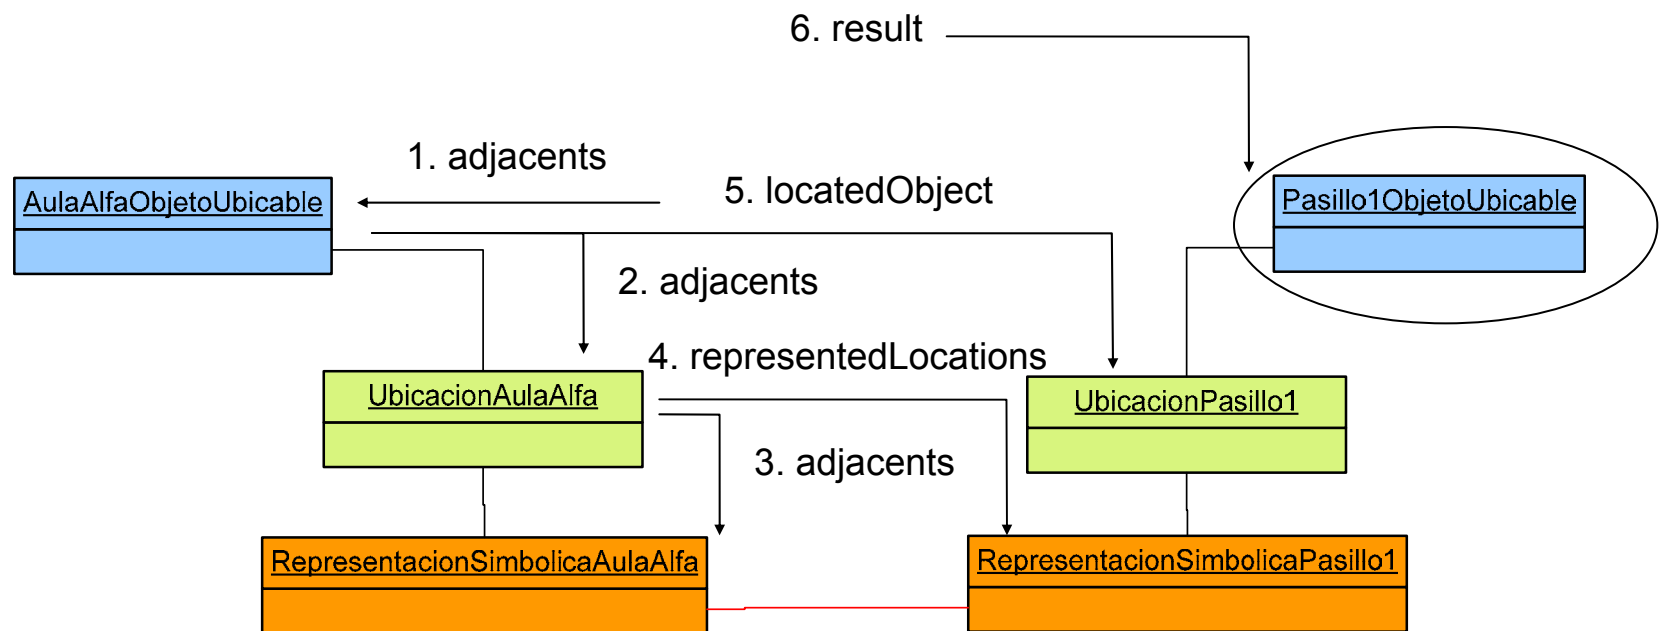 6. result
1. adjacents
5. locatedObject
AulaAlfaObjetoUbicable
Pasillo1ObjetoUbicable
2. adjacents
4. representedLocations
UbicacionAulaAlfa
UbicacionPasillo1
3. adjacents
RepresentacionSimbolicaAulaAlfa
RepresentacionSimbolicaPasillo1